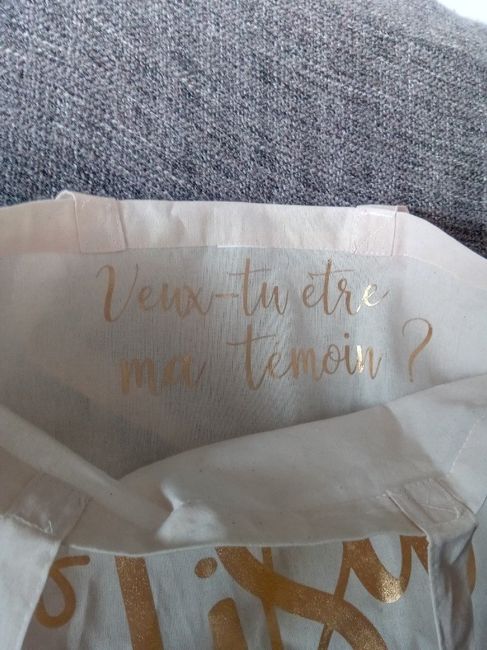 Veux-tu être
ma témoin ?